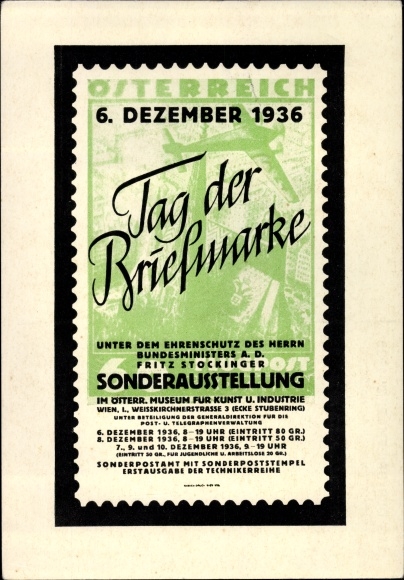 ÖSTERREICH
6. DEZEMBER 1936
Tag der
Briefmarke
UNTER DEM EHRENSCHUTZ DES HERRN
BUNDESMINISTERS A. D.
FRITZ STOCKINGER
6 POST
SONDERAUSSTELLUNG
IM ÖSTERR. MUSEUM FÜR KUNST U. INDUSTRIE
WIEN, I., WEISSKIRCHNERSTRASSE 3 (ECKE STUBENRING)
UNTER BETEILIGUNG DER GENERALDIREKTION FÜR DIE
POST- U. TELEGRAPHENVERWALTUNG
6. DEZEMBER 1936, 8–19 UHR (EINTRITT 80 GR.)
8. DEZEMBER 1936, 8–19 UHR (EINTRITT 50 GR.)
7., 9. und 10. DEZEMBER 1936, 9–19 UHR
(EINTRITT 30 GR., FÜR JUGENDLICHE U. ARBEITSLOSE 20 GR.)
SONDERPOSTAMT MIT SONDERPOSTSTEMPEL
ERSTAUSGABE DER TECHNIKERREIHE